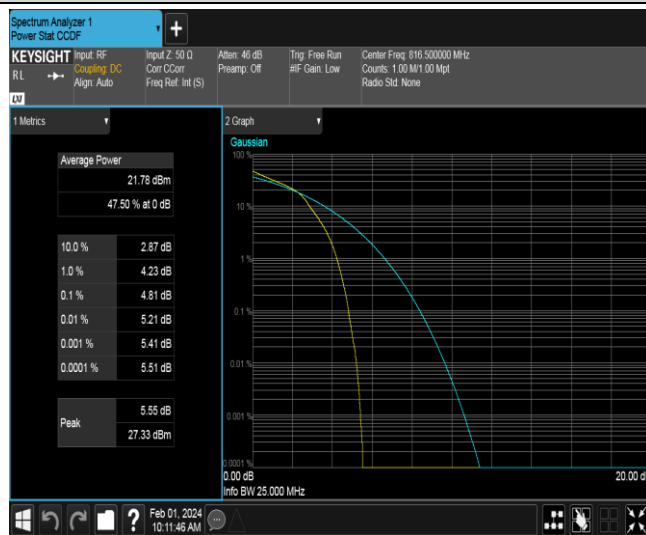 Spectrum Analyzer 1
Power Stat CCDF
+
KEYSIGHT
RL
LXI
Input: RF
Coupling: DC
Align: Auto
Input Z: 50 Ω
Corr CCorr
Freq Ref: Int (S)
Atten: 46 dB
Preamp: Off
Trig: Free Run
#IF Gain: Low
Center Freq: 816.500000 MHz
Counts: 1.00 M/1.00 Mpt
Radio Std: None
1 Metrics
Average Power
21.78 dBm
47.50 % at 0 dB
10.0 % 2.87 dB
1.0 % 4.23 dB
0.1 % 4.81 dB
0.01 % 5.21 dB
0.001 % 5.41 dB
0.0001 % 5.51 dB
Peak
5.55 dB
27.33 dBm
2 Graph
Gaussian
100 %
10 %
1 %
0.1 %
0.01 %
0.001 %
0.0001 %
0.00 dB
20.00 d
Info BW 25.000 MHz
?
Feb 01, 2024
10:11:46 AM